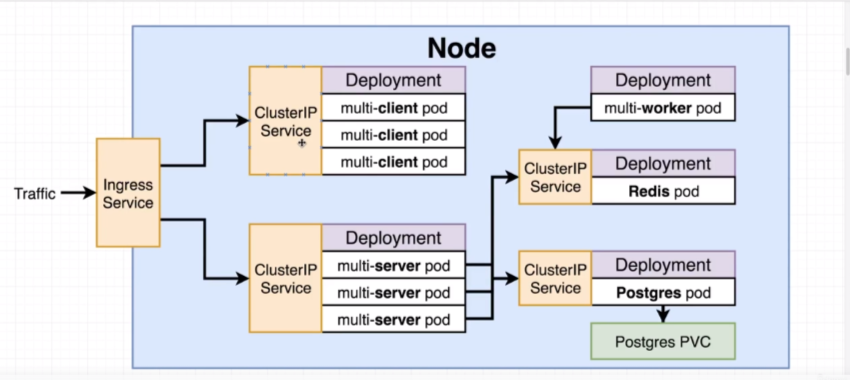 Node
Traffic
Ingress
Service
ClusterIP
Service
Deployment
multi-client pod
multi-client pod
multi-client pod
ClusterIP
Service
Deployment
multi-server pod
multi-server pod
multi-server pod
Deployment
multi-worker pod
ClusterIP
Service
Deployment
Redis pod
ClusterIP
Service
Deployment
Postgres pod
Postgres PVC